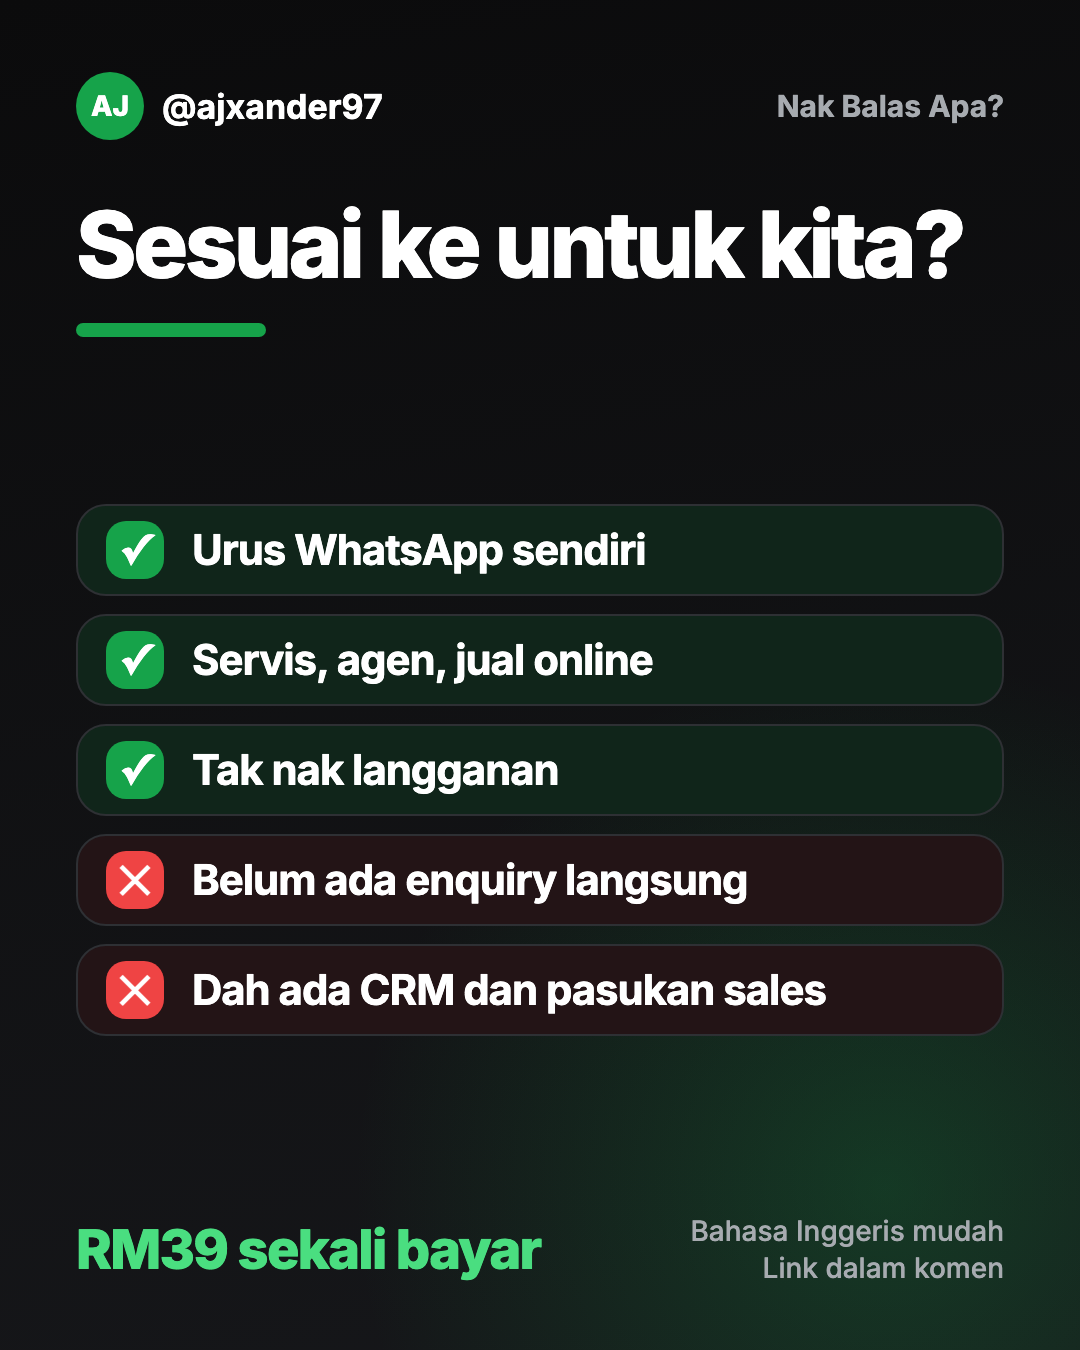 AJ @ajxander97
Nak Balas Apa?
Sesuai ke untuk kita?
Urus WhatsApp sendiri
Servis, agen, jual online
Tak nak langganan
Belum ada enquiry langsung
Dah ada CRM dan pasukan sales
RM39 sekali bayar
Bahasa Inggeris mudah
Link dalam komen